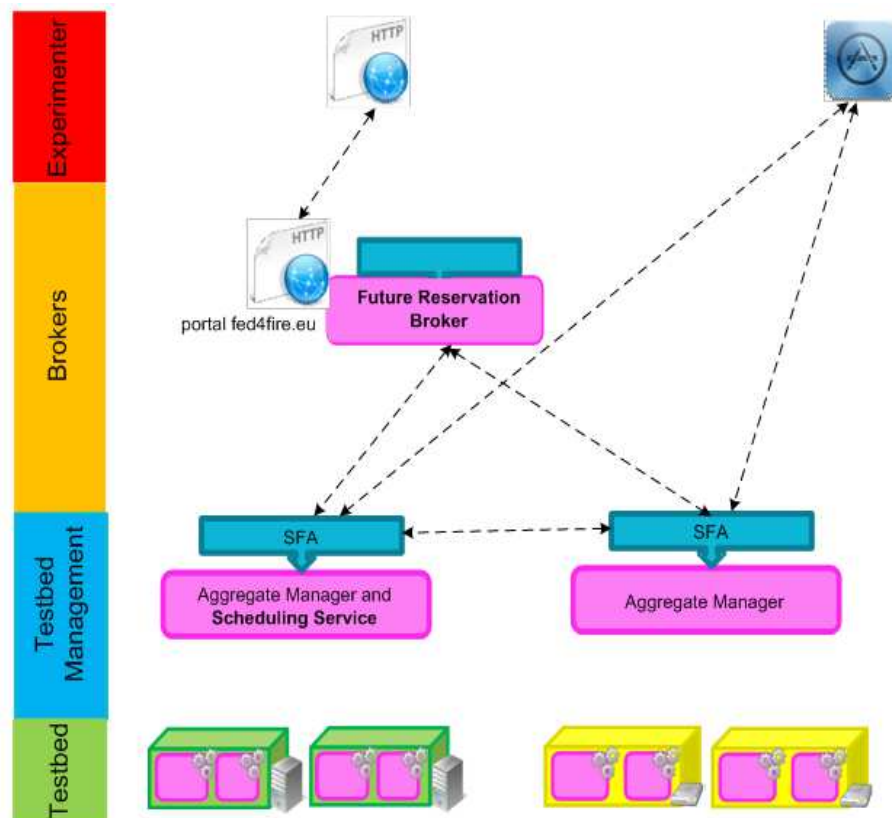 Experimenter
HTTP
HTTP
portal fed4fire.eu
Future Reservation
Broker
Brokers
SFA
SFA
Aggregate Manager and
Scheduling Service
Aggregate Manager
Testbed
Management
Testbed